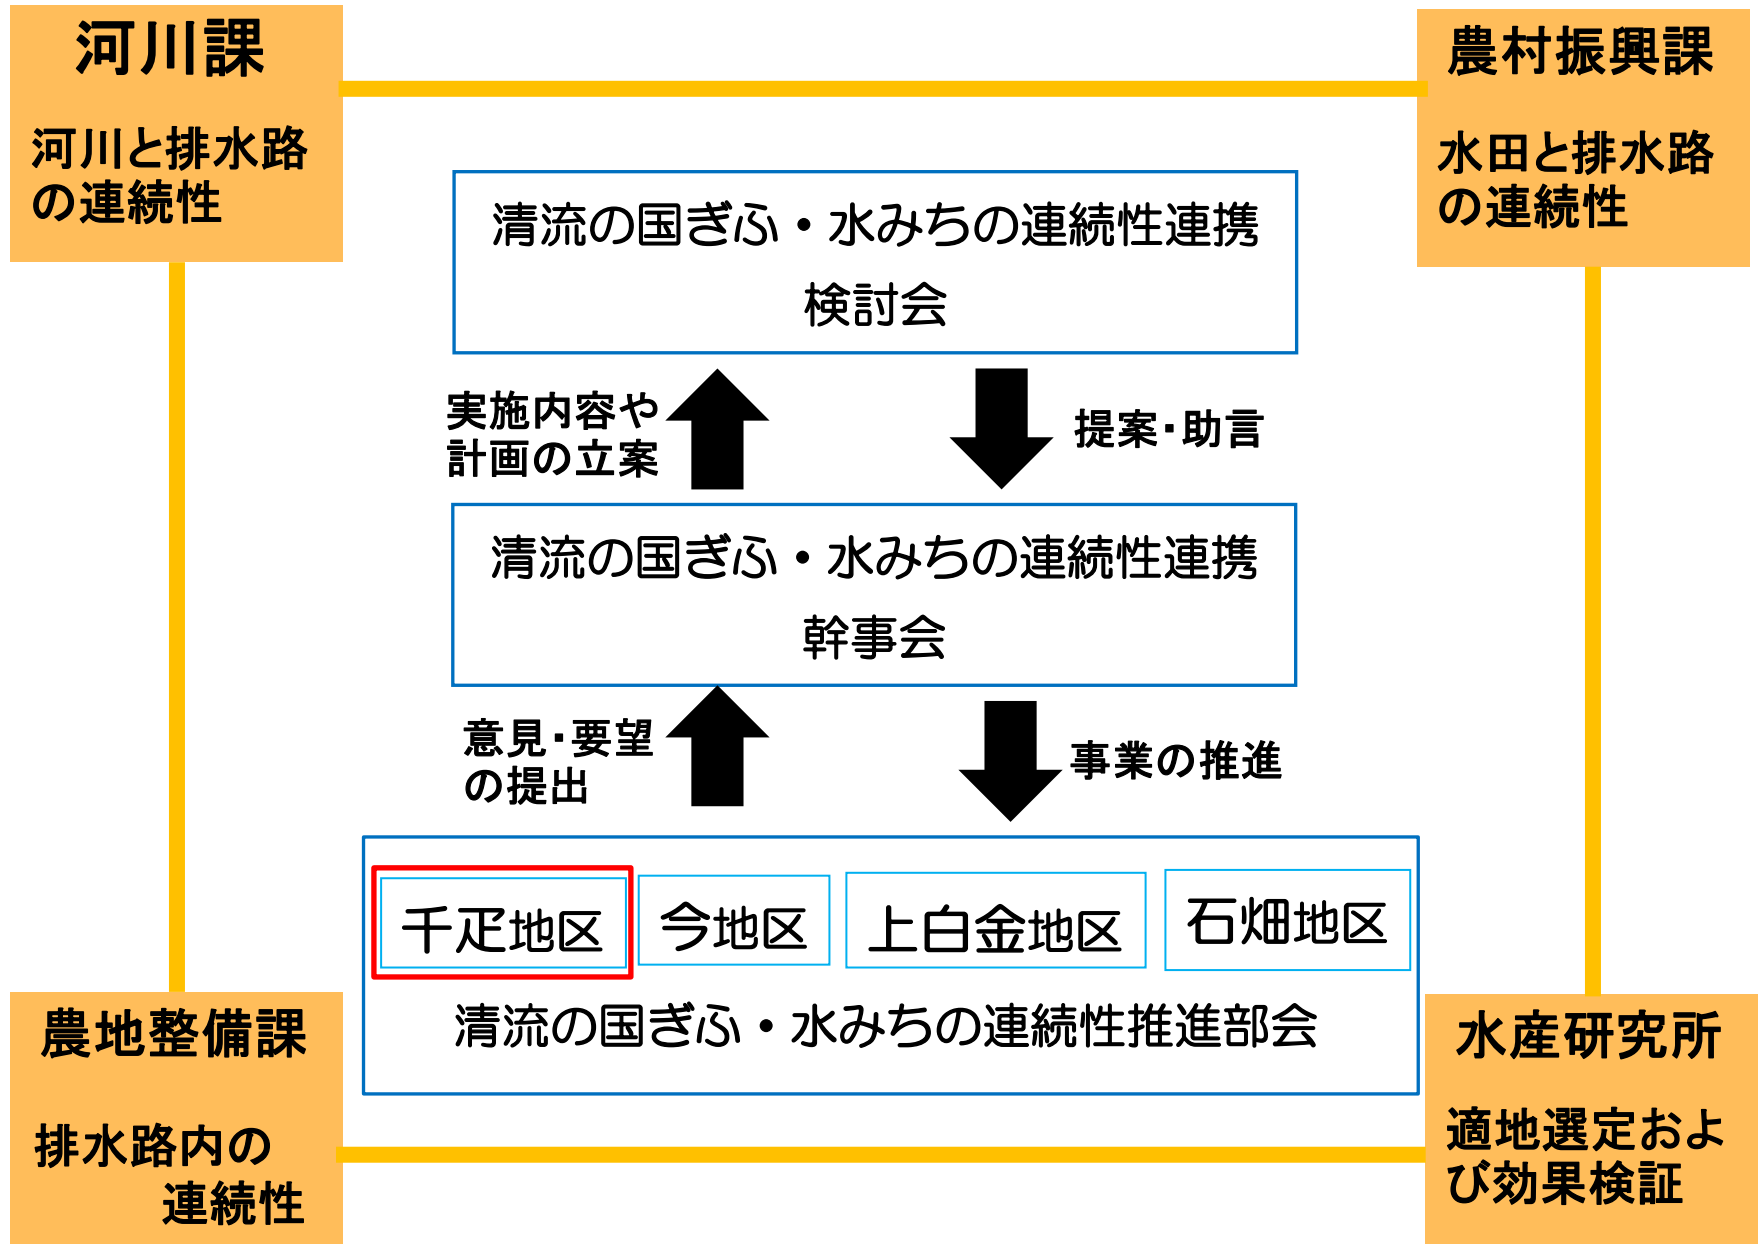 河川課
河川と排水路
の連続性
農村振興課
水田と排水路
の連続性
清流の国ぎふ・水みちの連続性連携
検討会
実施内容や
計画の立案
提案・助言
清流の国ぎふ・水みちの連続性連携
幹事会
意見・要望
の提出
事業の推進
千疋地区
今地区
上白金地区
石畑地区
清流の国ぎふ・水みちの連続性推進部会
農地整備課
排水路内の
連続性
水産研究所
適地選定およ
び効果検証